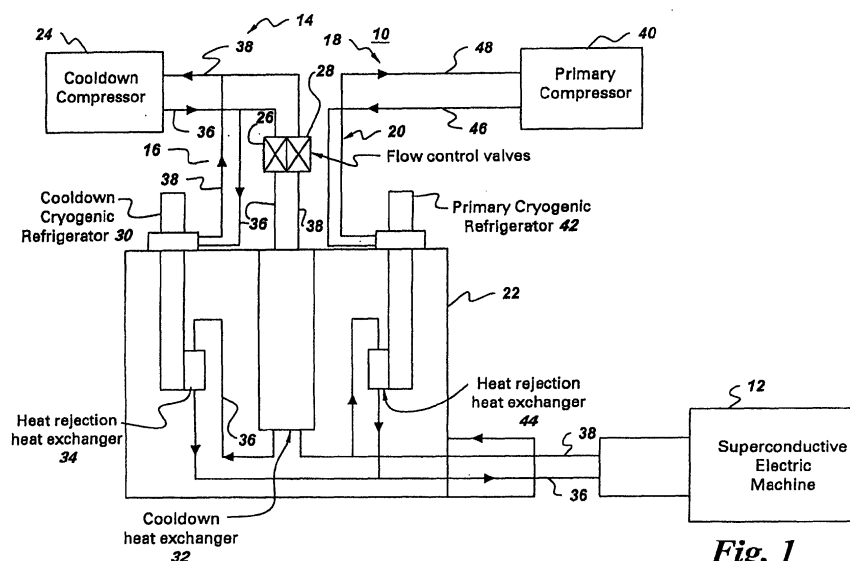 14
10
24
38
18
48
40
Cooldown
Compressor
28
Primary
Compressor
36
26
46
20
16
Flow control valves
38
Cooldown
Cryogenic
Refrigerator 30
36
36
38
Primary Cryogenic
Refrigerator 42
22
Heat rejection
heat exchanger
34
36
Heat rejection
heat exchanger
44
12
38
Superconductive
Electric
Machine
36
Cooldown
heat exchanger
32
Fig. 1